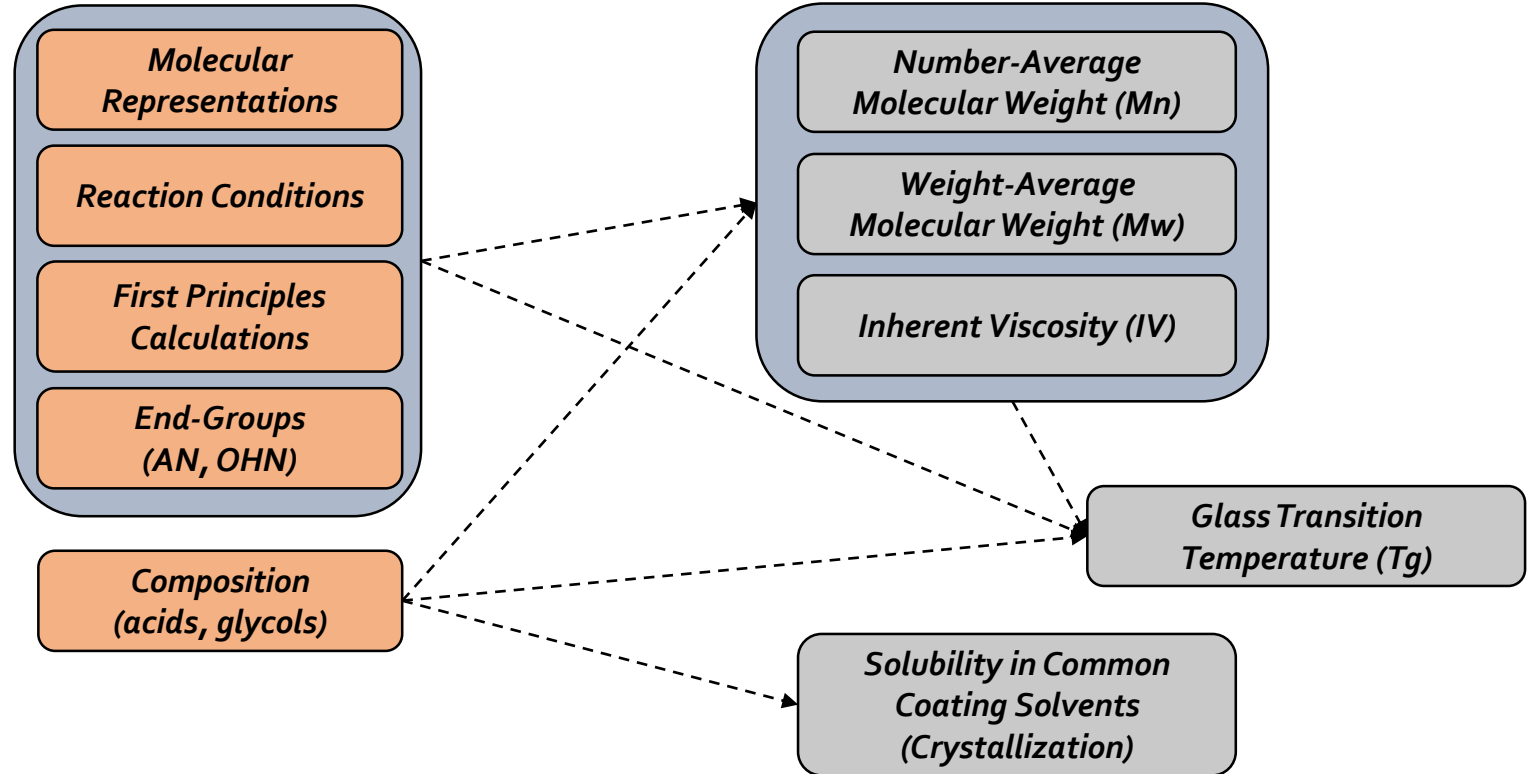 Molecular
Representations
Reaction Conditions
First Principles
Calculations
End-Groups
(AN, OHN)
Composition
(acids, glycols)
Number-Average
Molecular Weight (Mn)
Weight-Average
Molecular Weight (Mw)
Inherent Viscosity (IV)
Glass Transition
Temperature (Tg)
Solubility in Common
Coating Solvents
(Crystallization)